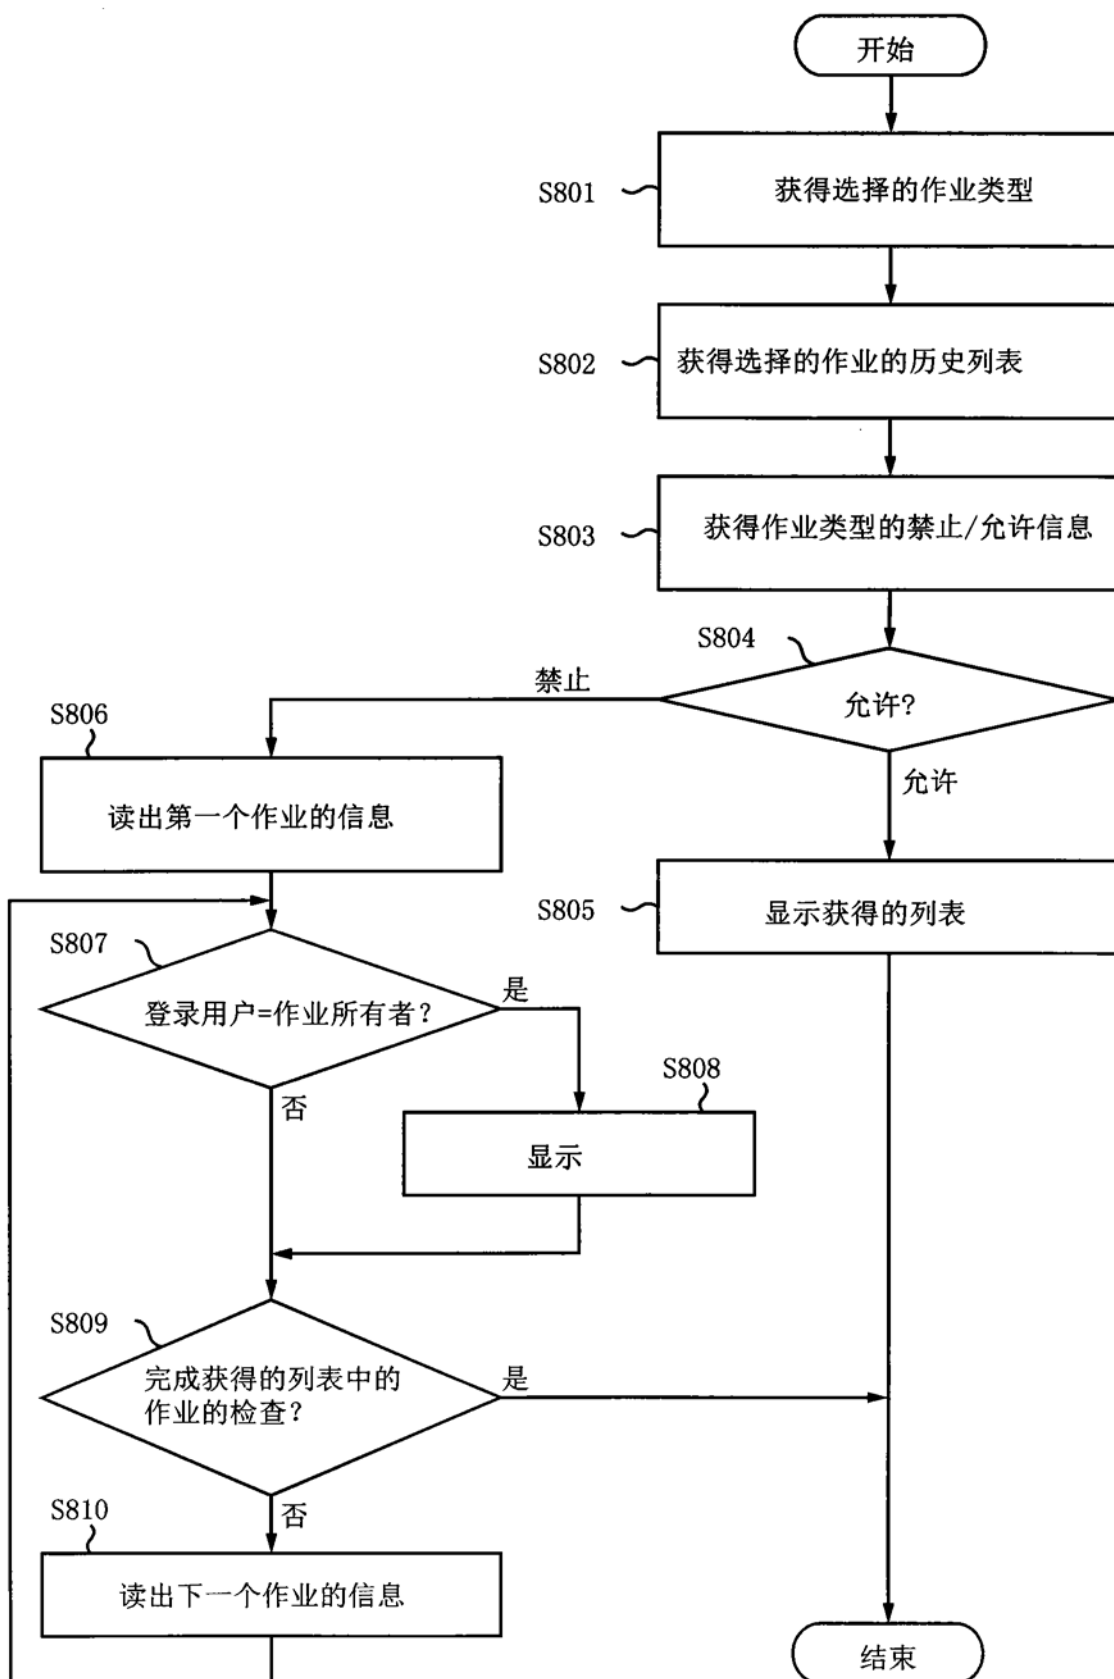 开始
S801
获得选择的作业类型
S802
获得选择的作业的历史列表
S803
获得作业类型的禁止/允许信息
S804
允许?
禁止
允许
S806
读出第一个作业的信息
S805
显示获得的列表
S807
登录用户=作业所有者?
是
否
S808
显示
S809
完成获得的列表中的
作业的检查?
是
否
S810
读出下一个作业的信息
结束